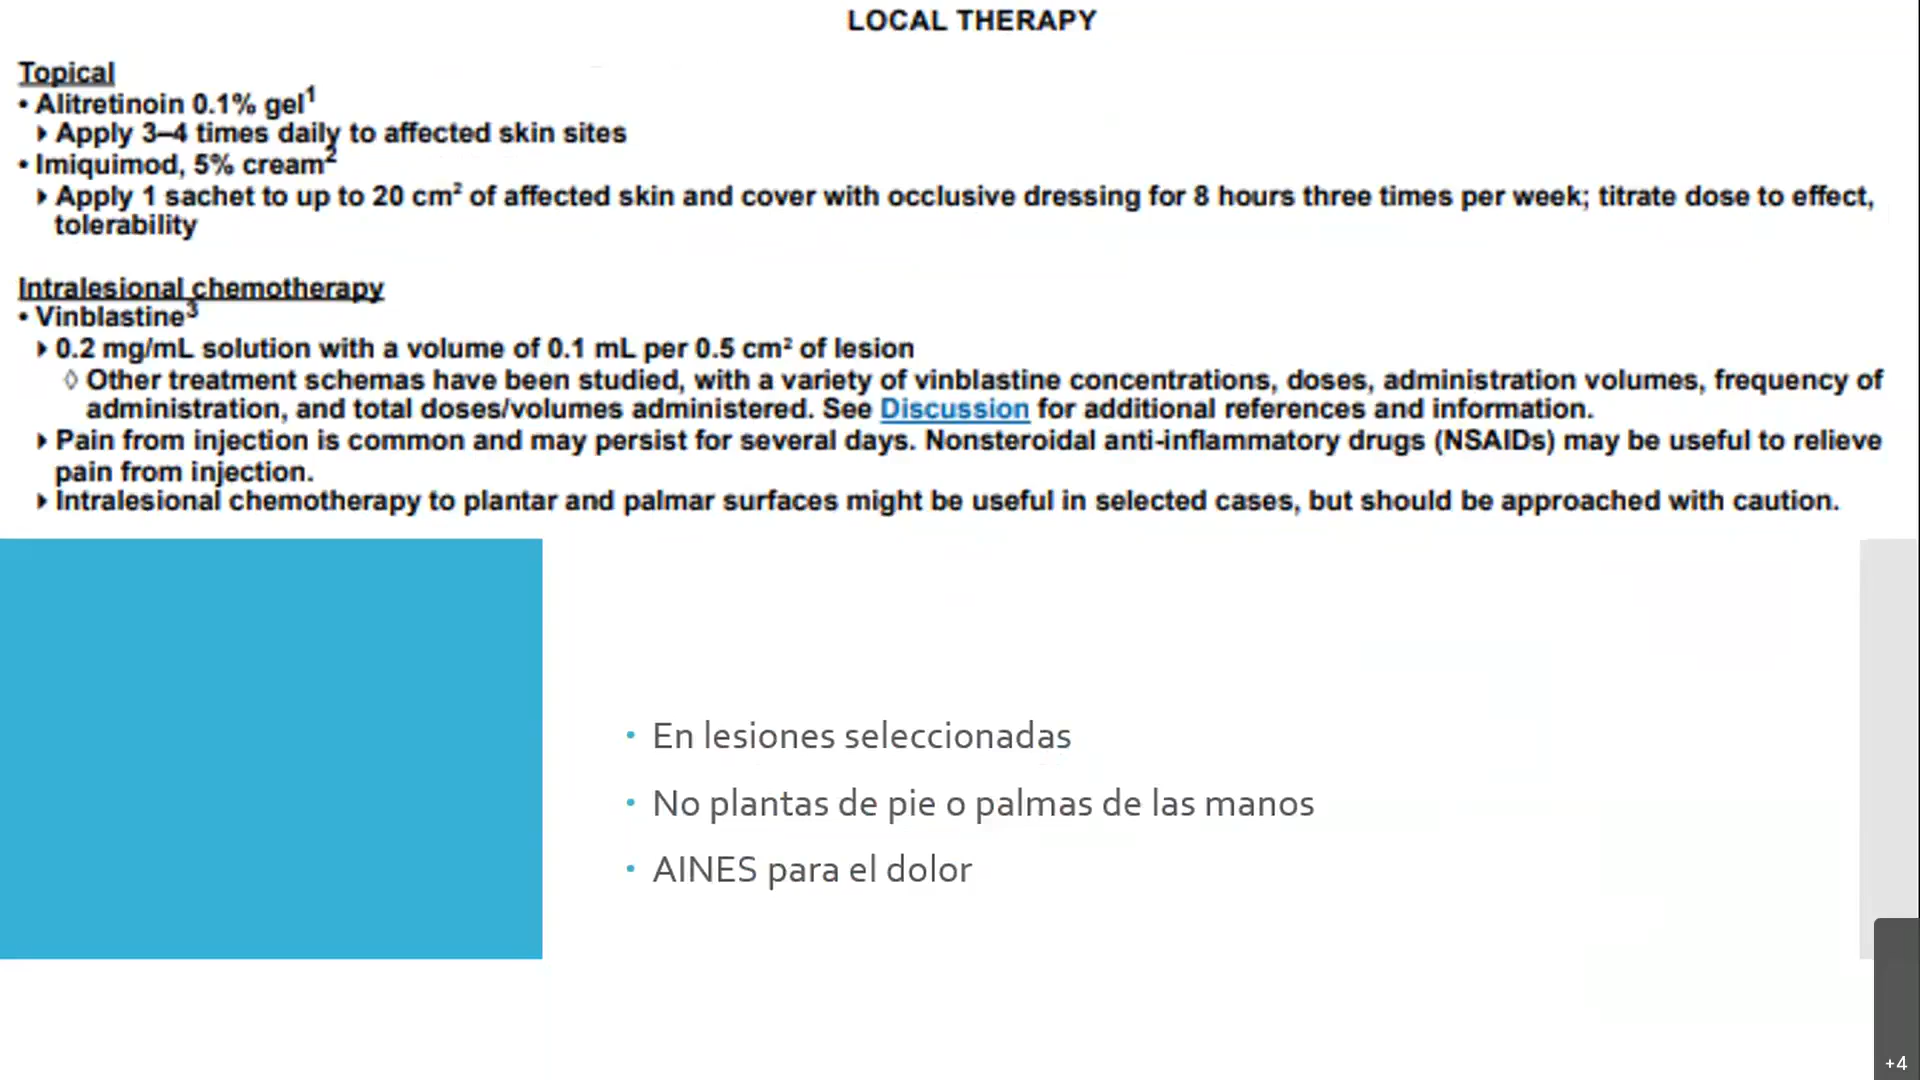 LOCAL THERAPY
Topical
• Alitretinoin 0.1% gel¹
▸ Apply 3–4 times daily to affected skin sites
• Imiquimod, 5% cream²
▸ Apply 1 sachet to up to 20 cm² of affected skin and cover with occlusive dressing for 8 hours three times per week; titrate dose to effect,
tolerability
Intralesional chemotherapy
• Vinblastine³
▸ 0.2 mg/mL solution with a volume of 0.1 mL per 0.5 cm² of lesion
◊ Other treatment schemas have been studied, with a variety of vinblastine concentrations, doses, administration volumes, frequency of
administration, and total doses/volumes administered. See Discussion for additional references and information.
▸ Pain from injection is common and may persist for several days. Nonsteroidal anti-inflammatory drugs (NSAIDs) may be useful to relieve
pain from injection.
▸ Intralesional chemotherapy to plantar and palmar surfaces might be useful in selected cases, but should be approached with caution.
• En lesiones seleccionadas
• No plantas de pie o palmas de las manos
• AINES para el dolor
+4